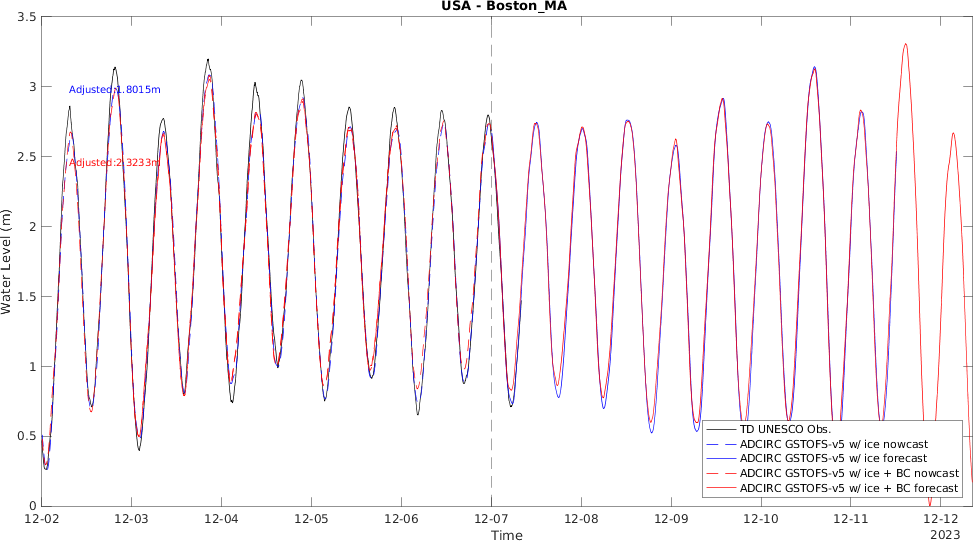 USA - Boston_MA
3.5
3
2.5
2
1.5
1
0.5
0
Water Level (m)
Adjusted:1.8015m
Adjusted:2.3233m
TD UNESCO Obs.
ADCIRC GSTOFS-v5 w/ ice nowcast
ADCIRC GSTOFS-v5 w/ ice forecast
ADCIRC GSTOFS-v5 w/ ice + BC nowcast
ADCIRC GSTOFS-v5 w/ ice + BC forecast
12-02 12-03 12-04 12-05 12-06 12-07 12-08 12-09 12-10 12-11 12-12
2023
Time